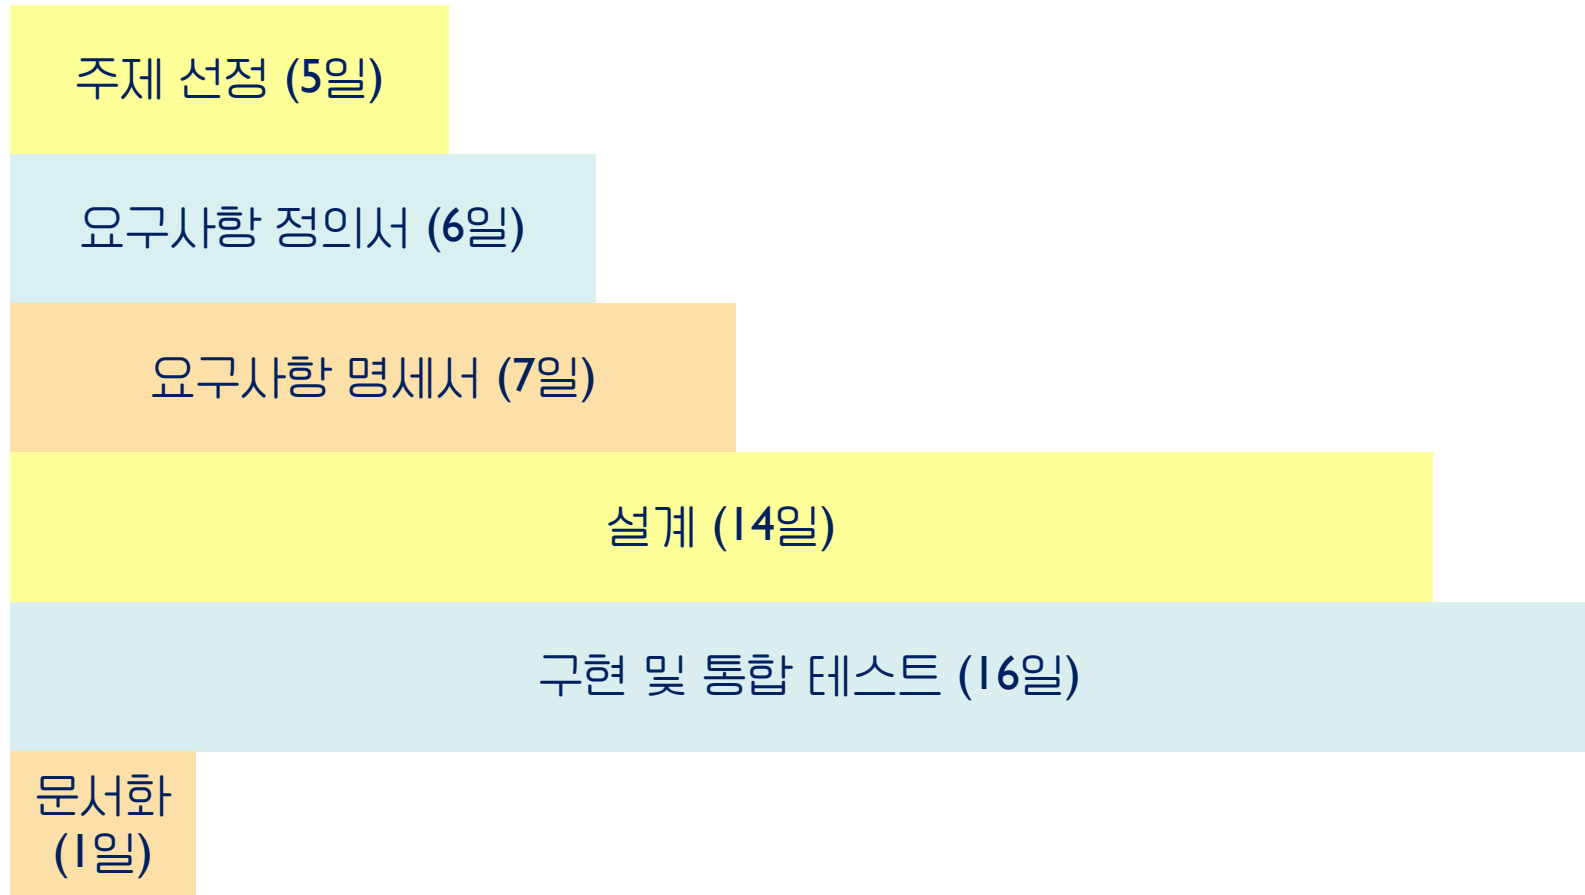 주제 선정 (5일)
요구사항 정의서 (6일)
요구사항 명세서 (7일)
설계 (14일)
구현 및 통합 테스트 (16일)
문서화
(1일)